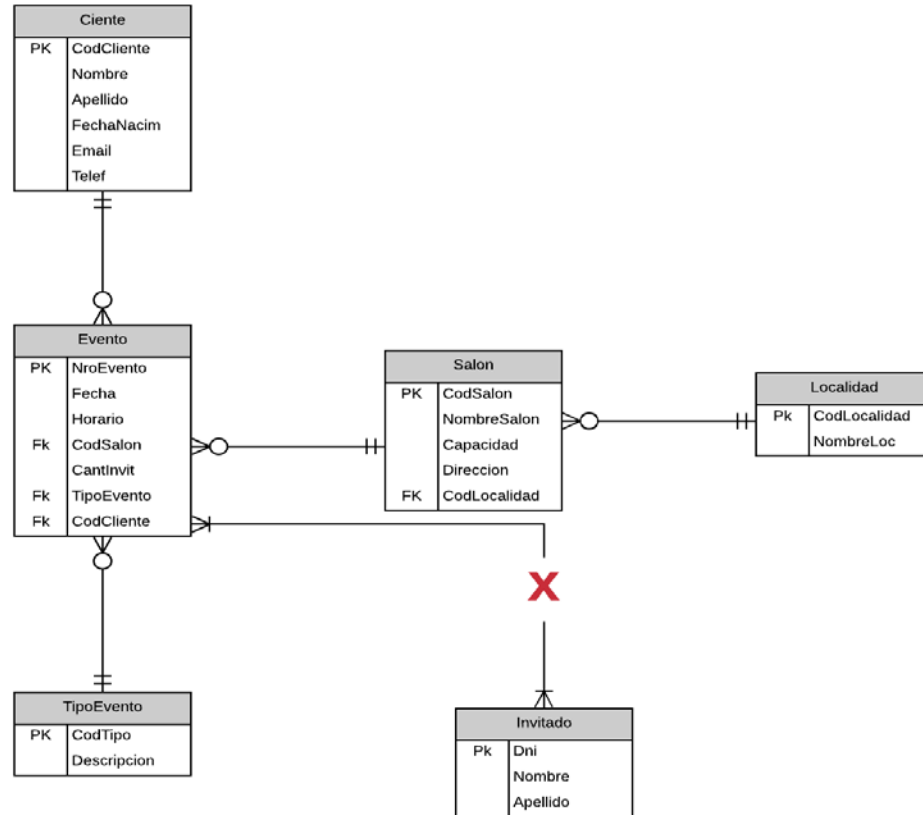 Ciente
PK CodCliente
Nombre
Apellido
FechaNacim
Email
Telef
Evento
PK NroEvento
Fecha
Horario
Fk CodSalon
CantInvit
Fk TipoEvento
Fk CodCliente
Salon
PK CodSalon
NombreSalon
Capacidad
Direccion
FK CodLocalidad
Localidad
Pk CodLocalidad
NombreLoc
X
TipoEvento
PK CodTipo
Descripcion
Invitado
Pk Dni
Nombre
Apellido